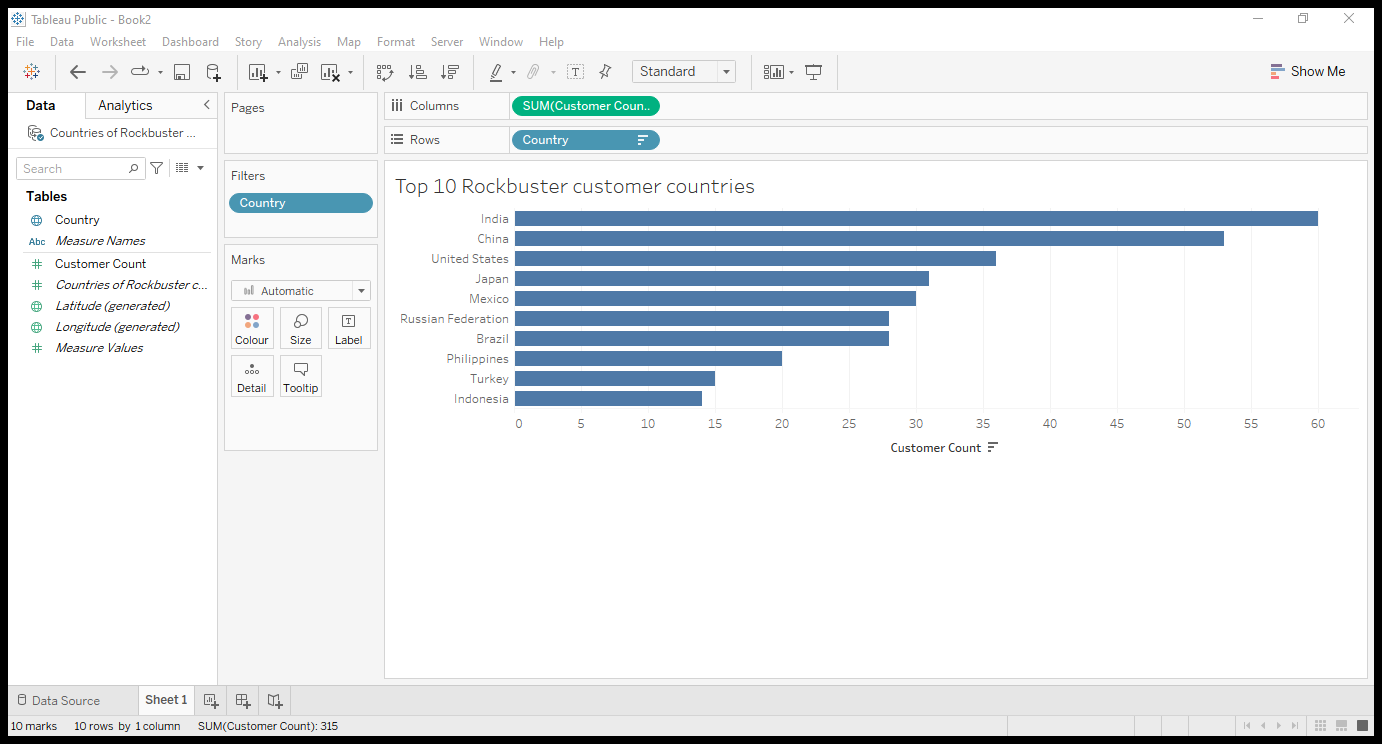 Tableau Public - Book2
File Data Worksheet Dashboard Story Analysis Map Format Server Window Help
Standard
Show Me
Data Analytics
Countries of Rockbuster ...
Search
Tables
Country
Abc Measure Names
Customer Count
Countries of Rockbuster c...
Latitude (generated)
Longitude (generated)
Measure Values
Pages
Filters
Country
Marks
Automatic
Colour Size Label
Detail Tooltip
Columns SUM(Customer Coun..
Rows Country
Top 10 Rockbuster customer countries
India
China
United States
Japan
Mexico
Russian Federation
Brazil
Philippines
Turkey
Indonesia
0 5 10 15 20 25 30 35 40 45 50 55 60
Customer Count
Data Source Sheet 1
10 marks 10 rows by 1 column SUM(Customer Count): 315